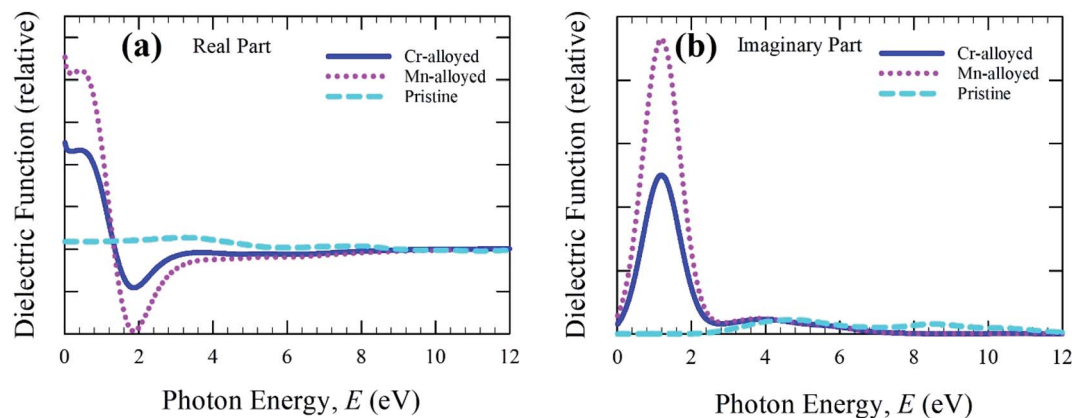 (a) Real Part
Cr-alloyed
Mn-alloyed
Pristine
Dielectric Function (relative)
0 2 4 6 8 10 12
Photon Energy, E (eV)
(b) Imaginary Part
Cr-alloyed
Mn-alloyed
Pristine
Dielectric Function (relative)
0 2 4 6 8 10 12
Photon Energy, E (eV)